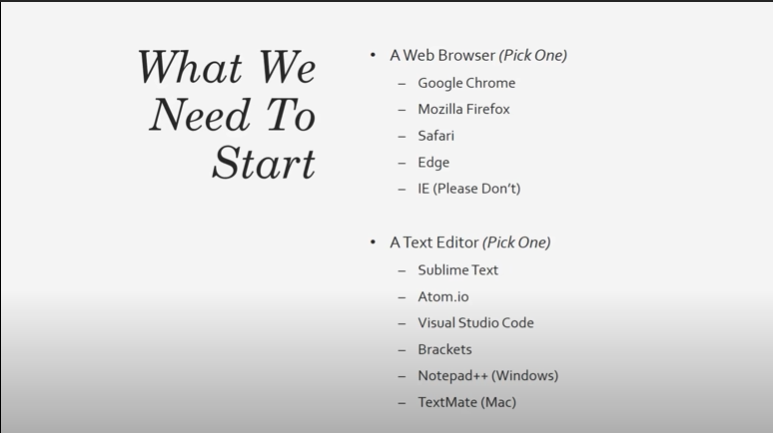 What We
Need To
Start
• A Web Browser (Pick One)
– Google Chrome
– Mozilla Firefox
– Safari
– Edge
– IE (Please Don't)
• A Text Editor (Pick One)
– Sublime Text
– Atom.io
– Visual Studio Code
– Brackets
– Notepad++ (Windows)
– TextMate (Mac)